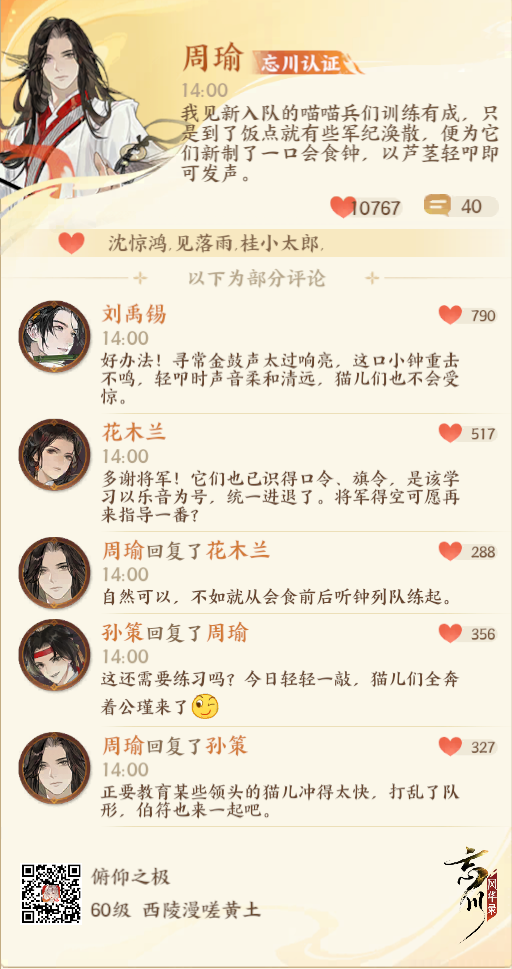 周瑜 忘川认证
14:00
我见新入队的喵喵兵们训练有成，只
是到了饭点就有些军纪涣散，便为它
们新制了一口会食钟，以芦茎轻叩即
可发声。
10767 40
沈惊鸿,见落雨,桂小太郎,
以下为部分评论
刘禹锡 790
14:00
好办法！寻常金鼓声太过响亮，这口小钟重击
不鸣，轻叩时声音柔和清远，猫儿们也不会受
惊。
花木兰 517
14:00
多谢将军！它们也已识得口令、旗令，是该学
习以乐音为号，统一进退了。将军得空可愿再
来指导一番？
周瑜回复了花木兰 288
14:00
自然可以，不如就从会食前后听钟列队练起。
孙策回复了周瑜 356
14:00
这还需要练习吗？今日轻轻一敲，猫儿们全奔
着公瑾来了
周瑜回复了孙策 327
14:00
正要教育某些领头的猫儿冲得太快，打乱了队
形，伯符也来一起吧。
俯仰之极
60级 西陵漫嗟黄土
忘川
风华录